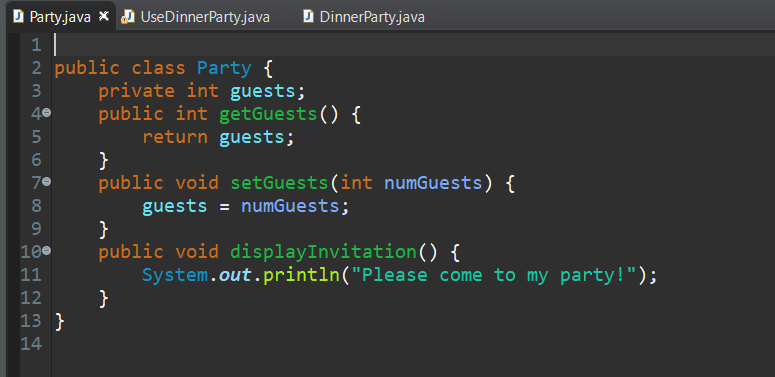 Party.java UseDinnerParty.java DinnerParty.java
1
2 public class Party {
3     private int guests;
4     public int getGuests() {
5         return guests;
6     }
7     public void setGuests(int numGuests) {
8         guests = numGuests;
9     }
10     public void displayInvitation() {
11         System.out.println("Please come to my party!");
12     }
13 }
14